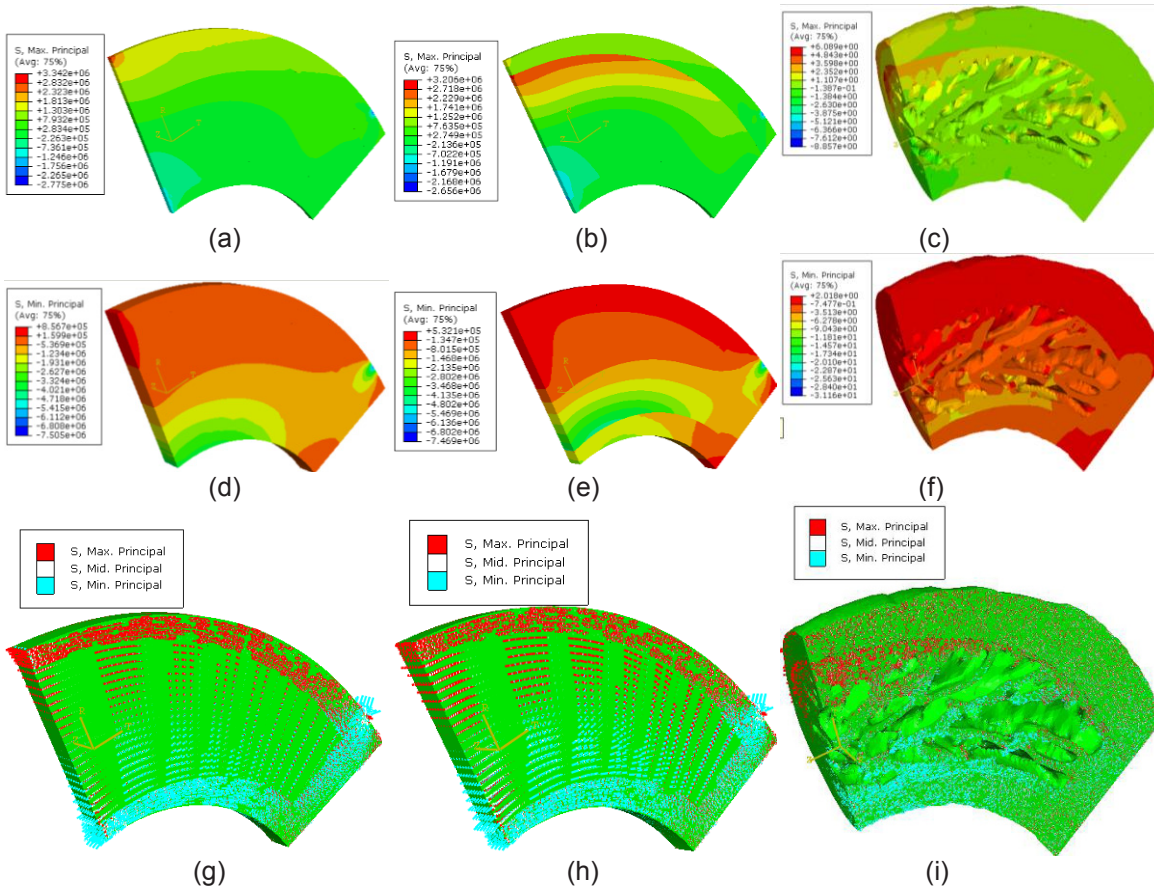 S, Max. Principal
(Avg: 75%)
+3.342e+06
+2.832e+06
+2.323e+06
+1.813e+06
+1.303e+06
+7.932e+05
+2.834e+05
-2.263e+05
-7.361e+05
-1.246e+06
-1.756e+06
-2.265e+06
-2.775e+06
(a)
S, Max. Principal
(Avg: 75%)
+3.206e+06
+2.718e+06
+2.229e+06
+1.741e+06
+1.252e+06
+7.635e+05
+2.749e+05
-2.136e+05
-7.022e+05
-1.191e+06
-1.679e+06
-2.168e+06
-2.656e+06
(b)
S, Max. Principal
(Avg: 75%)
+6.089e+00
+4.843e+00
+3.598e+00
+2.352e+00
+1.107e+00
-1.387e-01
-1.384e+00
-2.630e+00
-3.875e+00
-5.121e+00
-6.366e+00
-7.612e+00
-8.857e+00
(c)
S, Min. Principal
(Avg: 75%)
+8.567e+05
+1.599e+05
-5.369e+05
-1.234e+06
-1.931e+06
-2.627e+06
-3.324e+06
-4.021e+06
-4.718e+06
-5.415e+06
-6.112e+06
-6.808e+06
-7.505e+06
(d)
S, Min. Principal
(Avg: 75%)
+5.321e+05
-1.347e+05
-8.015e+05
-1.468e+06
-2.135e+06
-2.802e+06
-3.468e+06
-4.135e+06
-4.802e+06
-5.469e+06
-6.136e+06
-6.802e+06
-7.469e+06
(e)
S, Min. Principal
(Avg: 75%)
+2.018e+00
-7.477e-01
-3.513e+00
-6.278e+00
-9.043e+00
-1.181e+01
-1.457e+01
-1.734e+01
-2.010e+01
-2.287e+01
-2.563e+01
-2.840e+01
-3.116e+01
(f)
S, Max. Principal
S, Mid. Principal
S, Min. Principal
(g)
S, Max. Principal
S, Mid. Principal
S, Min. Principal
(h)
S, Max. Principal
S, Mid. Principal
S, Min. Principal
(i)